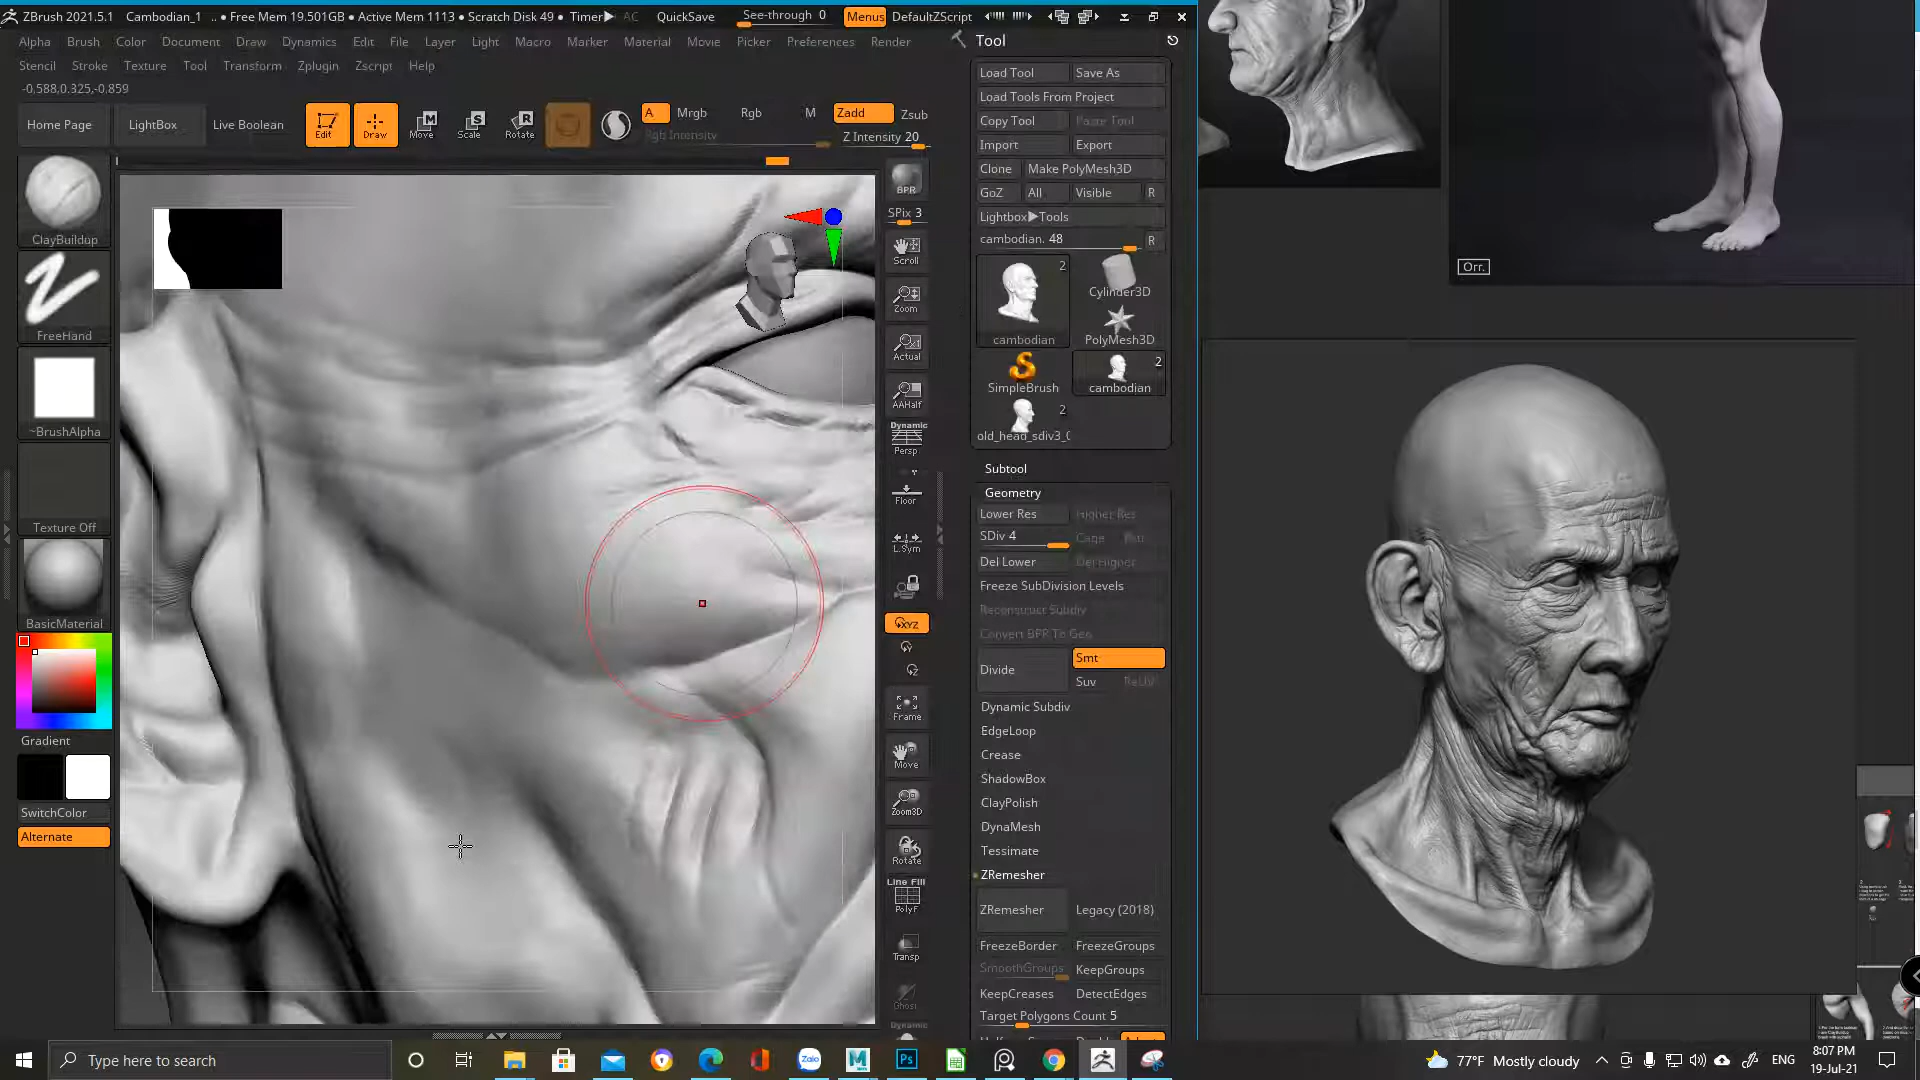 ZBrush 2021.5.1 Cambodian_1 .. • Free Mem 19.501GB • Active Mem 1113 • Scratch Disk 49 • Timer▶ AC QuickSave See-through 0 Menus DefaultZScript
Alpha Brush Color Document Draw Dynamics Edit File Layer Light Macro Marker Material Movie Picker Preferences Render
Stencil Stroke Texture Tool Transform Zplugin Zscript Help
-0.588,0.325,-0.859
Home Page LightBox Live Boolean Edit Draw Move Scale Rotate A Mrgb Rgb M Zadd Zsub
Rgb Intensity Z Intensity 20
ClayBuildup
FreeHand
~BrushAlpha
Texture Off
BasicMaterial
Gradient
SwitchColor
Alternate
BPR
SPix 3
Scroll
Zoom
Actual
AAHalf
Dynamic
Persp
Floor
L.Sym
XYZ
Frame
Move
Zoom3D
Rotate
Line Fill
PolyF
Transp
Ghost
Dynamic
Tool
Load Tool Save As
Load Tools From Project
Copy Tool Paste Tool
Import Export
Clone Make PolyMesh3D
GoZ All Visible R
Lightbox▶Tools
cambodian. 48 R
2
Cylinder3D
cambodian PolyMesh3D
2
SimpleBrush cambodian
2
old_head_sdiv3_0
Subtool
Geometry
Lower Res Higher Res
SDiv 4 Cage
Del Lower Del Higher
Freeze SubDivision Levels
Reconstruct Subdiv
Convert BPR To Geo
Divide Smt
Suv ReUV
Dynamic Subdiv
EdgeLoop
Crease
ShadowBox
ClayPolish
DynaMesh
Tessimate
ZRemesher
ZRemesher Legacy (2018)
FreezeBorder FreezeGroups
SmoothGroups KeepGroups
KeepCreases DetectEdges
Target Polygons Count 5
Orr.
Type here to search
Zalo
Ps
77°F Mostly cloudy
ENG
8:07 PM
19-Jul-21